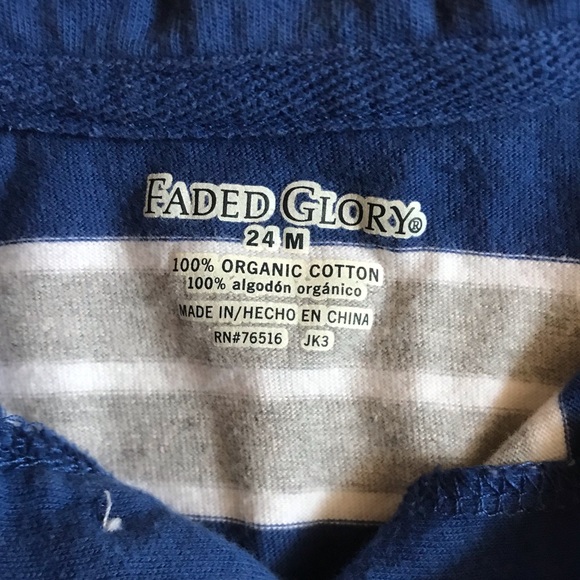 FADED GLORY®
24 M
100% ORGANIC COTTON
100% algodón orgánico
MADE IN/HECHO EN CHINA
RN#76516 JK3